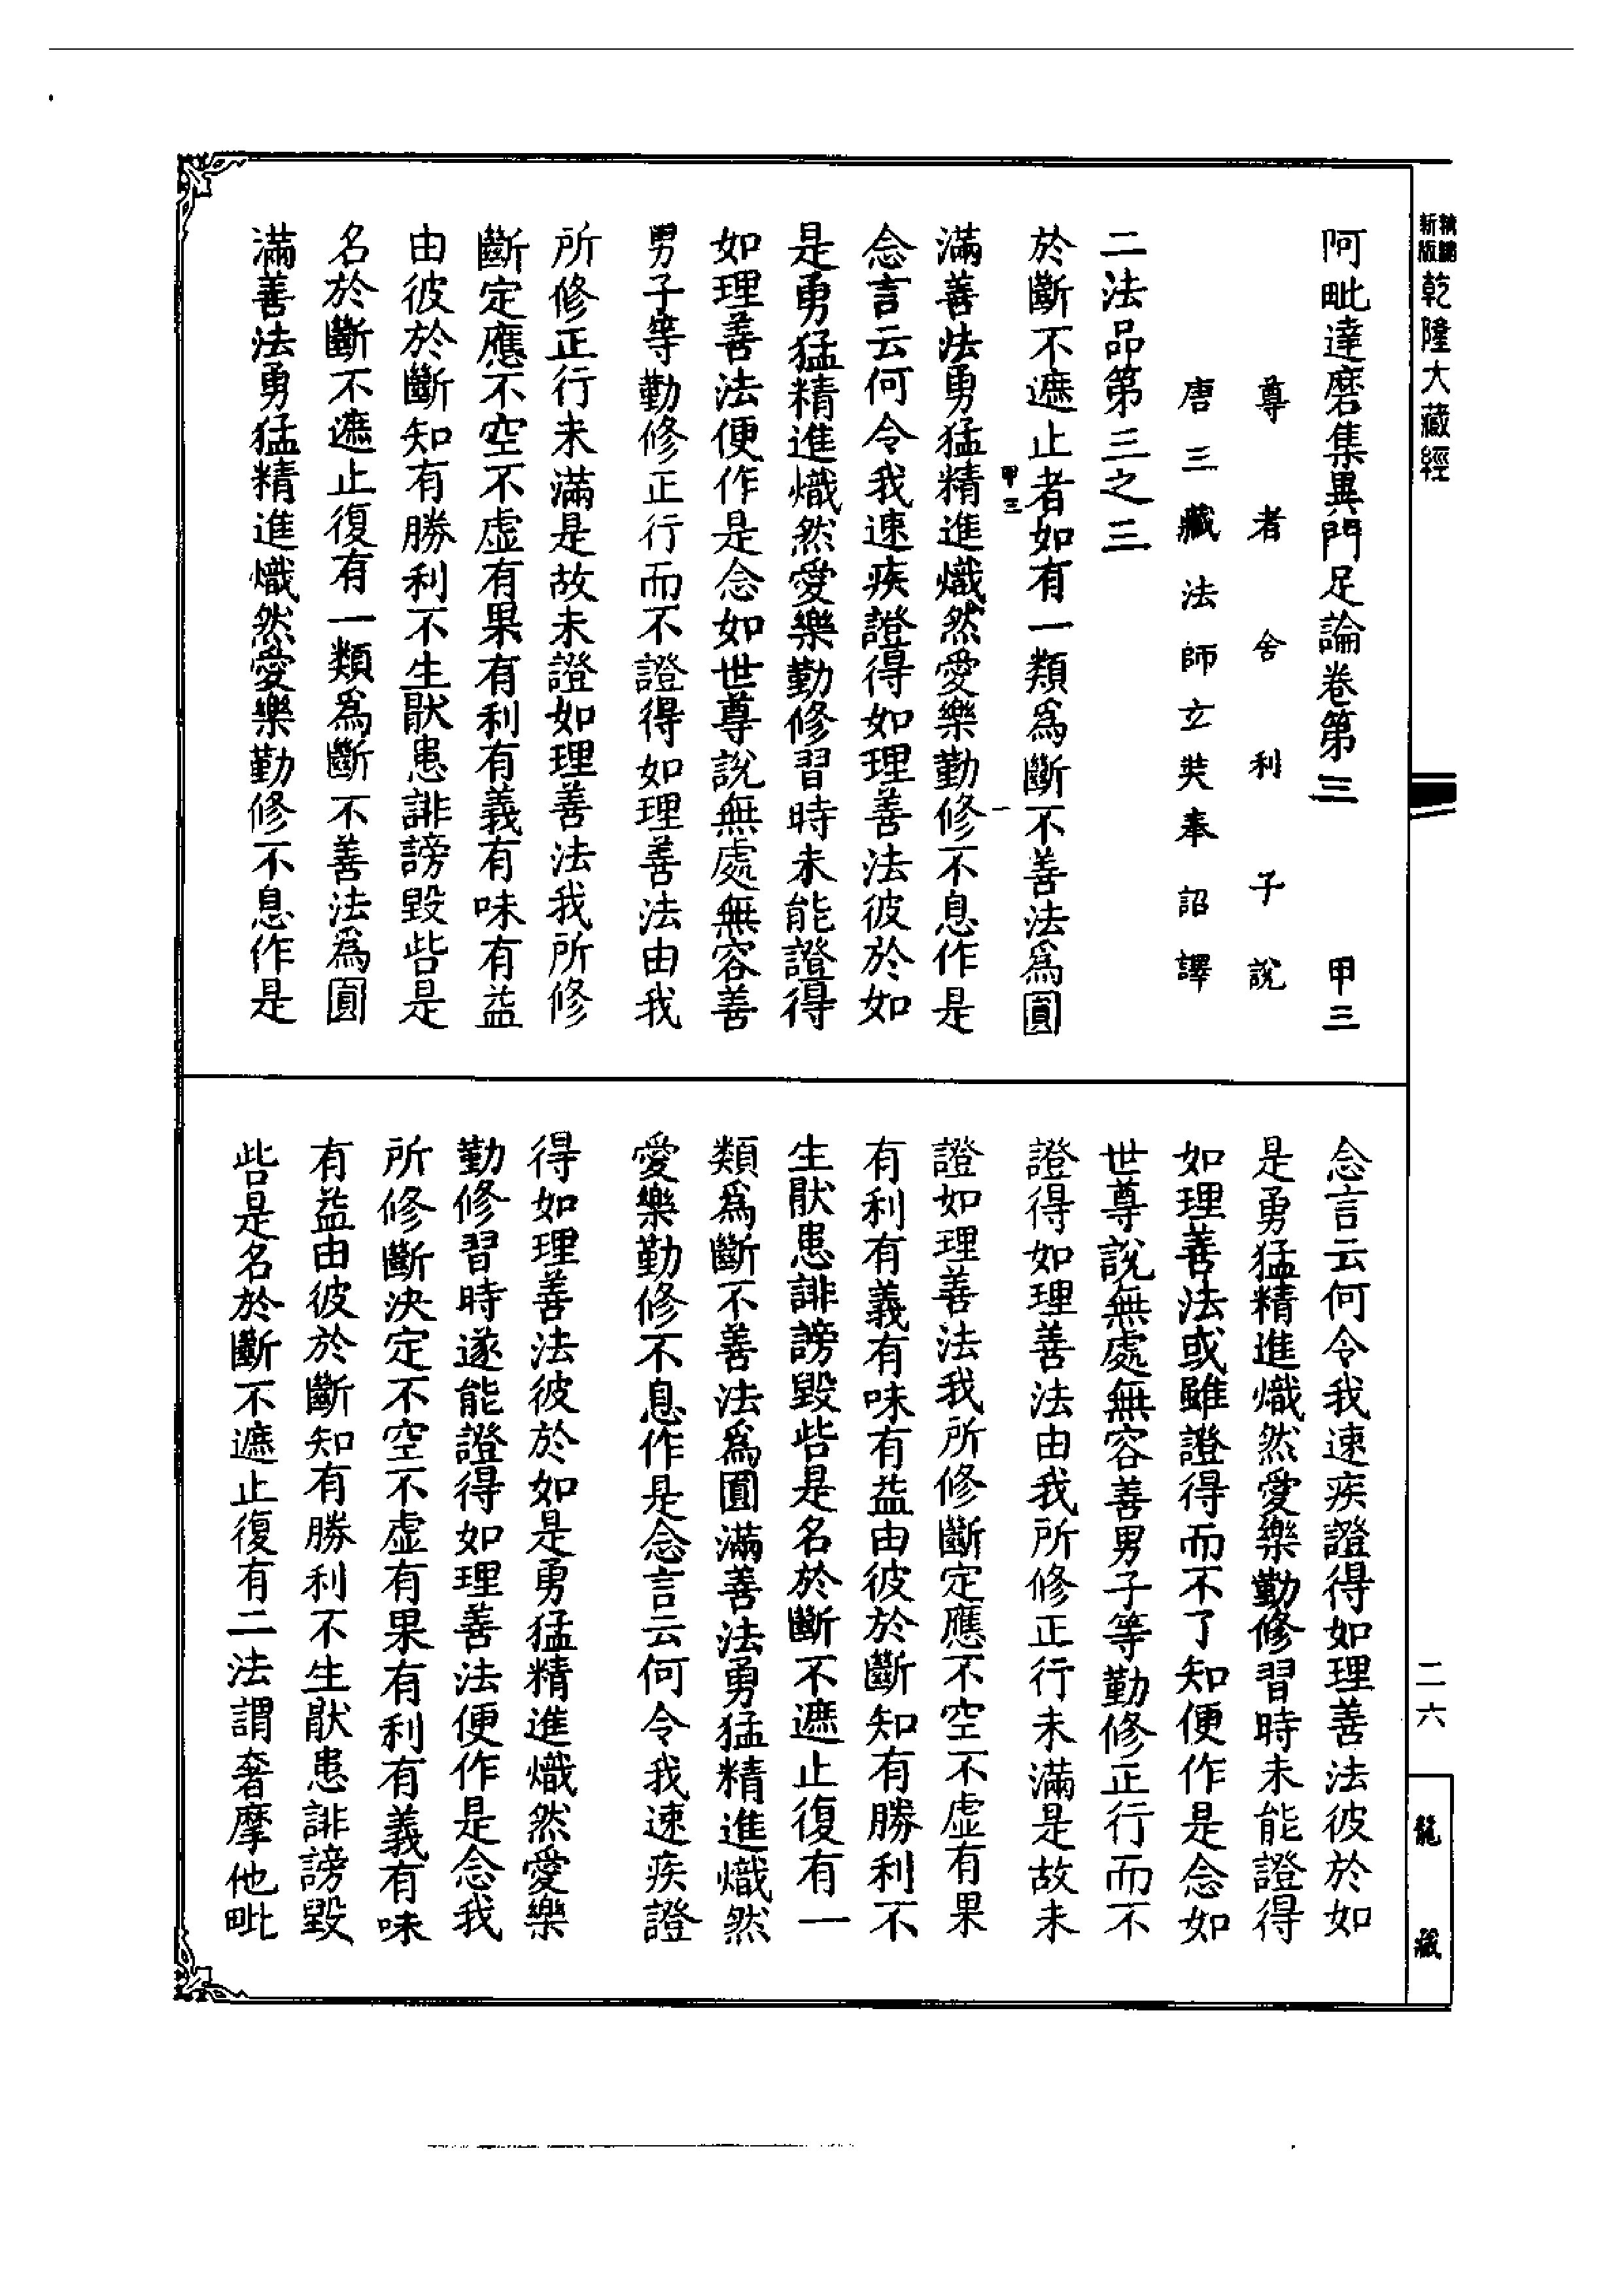 新版
精縮
乾隆大藏經
二六
龍藏
阿毗達磨集異門足論卷第三 甲三
尊者舍利子說
唐三藏法師玄奘奉詔譯
二法品第三之三
於斷不遮止者如有一類爲斷不善法爲圓
甲三
一
滿善法勇猛精進熾然愛樂勤修不息作是
念言云何令我速疾證得如理善法彼於如
是勇猛精進熾然愛樂勤修習時未能證得
如理善法便作是念如世尊說無處無容善
男子等勤修正行而不證得如理善法由我
所修正行未滿是故未證如理善法我所修
斷定應不空不虛有果有利有義有味有益
由彼於斷知有勝利不生猒患誹謗毀呰是
名於斷不遮止復有一類爲斷不善法爲圓
滿善法勇猛精進熾然愛樂勤修不息作是
念言云何令我速疾證得如理善法彼於如
是勇猛精進熾然愛樂勤修習時未能證得
如理善法或雖證得而不了知便作是念如
世尊說無處無容善男子等勤修正行而不
證得如理善法由我所修正行未滿是故未
證如理善法我所修斷定應不空不虛有果
有利有義有味有益由彼於斷知有勝利不
生猒患誹謗毀呰是名於斷不遮止復有一
類爲斷不善法爲圓滿善法勇猛精進熾然
愛樂勤修不息作是念言云何令我速疾證
得如理善法彼於如是勇猛精進熾然愛樂
勤修習時遂能證得如理善法便作是念我
所修斷決定不空不虛有果有利有義有味
有益由彼於斷知有勝利不生猒患誹謗毀
呰是名於斷不遮止復有二法謂奢摩他毗